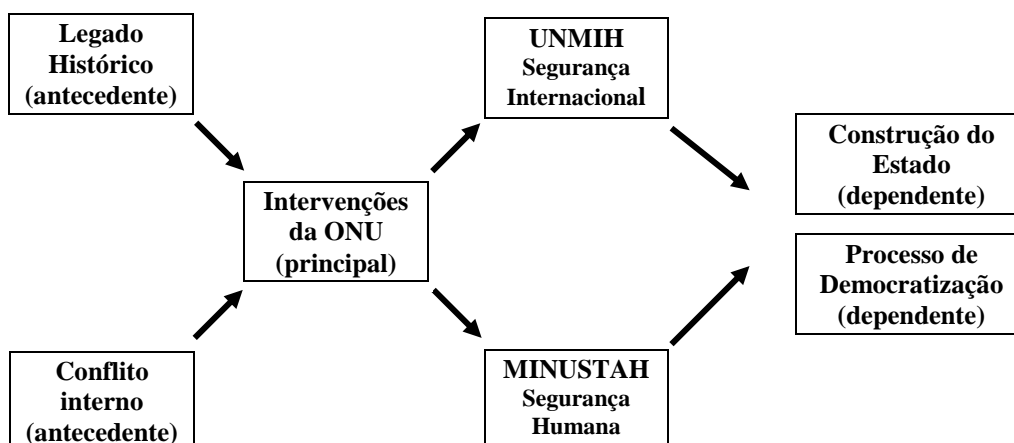 Legado
Histórico
(antecedente)
UNMIH
Segurança
Internacional
Construção do
Estado
(dependente)
Intervenções
da ONU
(principal)
Processo de
Democratização
(dependente)
Conflito
interno
(antecedente)
MINUSTAH
Segurança
Humana